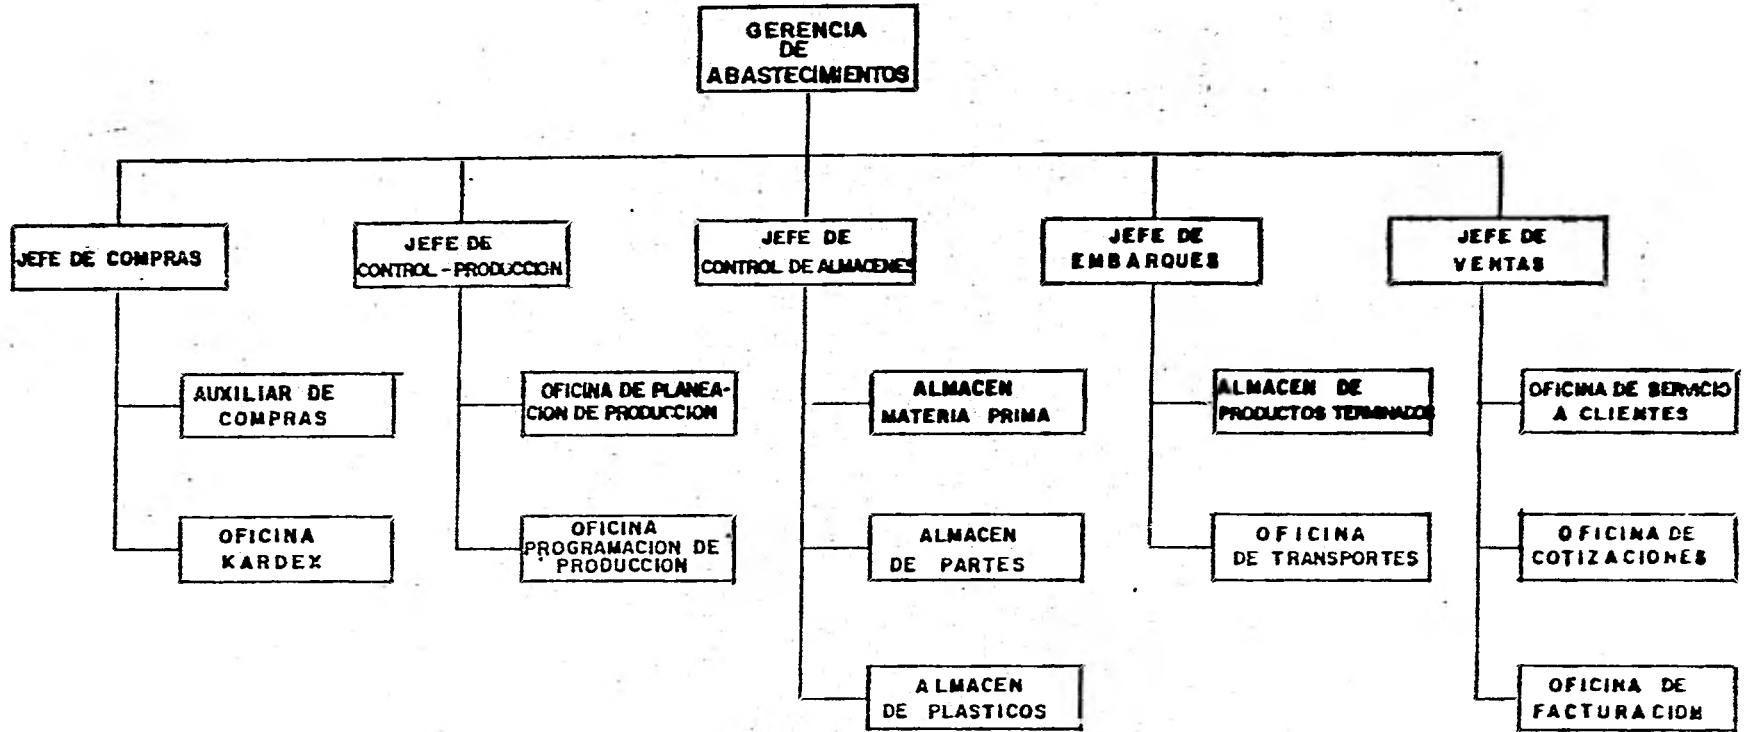 GERENCIA
DE
ABASTECIMIENTOS
JEFE DE COMPRAS
JEFE DE
CONTROL - PRODUCCION
JEFE DE
CONTROL DE ALMACENES
JEFE DE
EMBARQUES
JEFE DE
VENTAS
AUXILIAR DE
COMPRAS
OFICINA DE PLANEA-
CION DE PRODUCCION
ALMACEN
MATERIA PRIMA
ALMACEN DE
PRODUCTOS TERMINADOS
OFICINA DE SERVICIO
A CLIENTES
OFICINA
KARDEX
OFICINA
PROGRAMACION DE
PRODUCCION
ALMACEN
DE PARTES
OFICINA
DE TRANSPORTES
OFICINA DE
COTIZACIONES
ALMACEN
DE PLASTICOS
OFICINA DE
FACTURACION